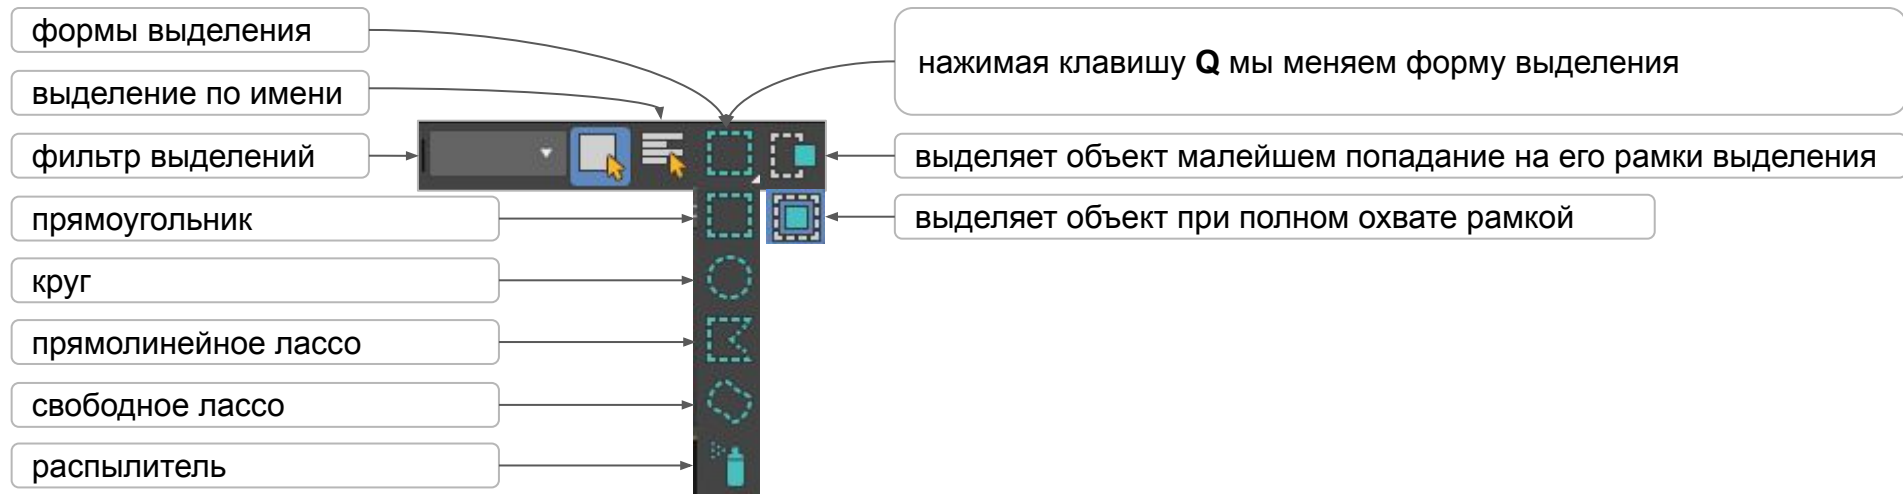 формы выделения
нажимая клавишу Q мы меняем форму выделения
выделение по имени
фильтр выделений
выделяет объект малейшем попадание на его рамки выделения
прямоугольник
выделяет объект при полном охвате рамкой
круг
прямолинейное лассо
свободное лассо
распылитель